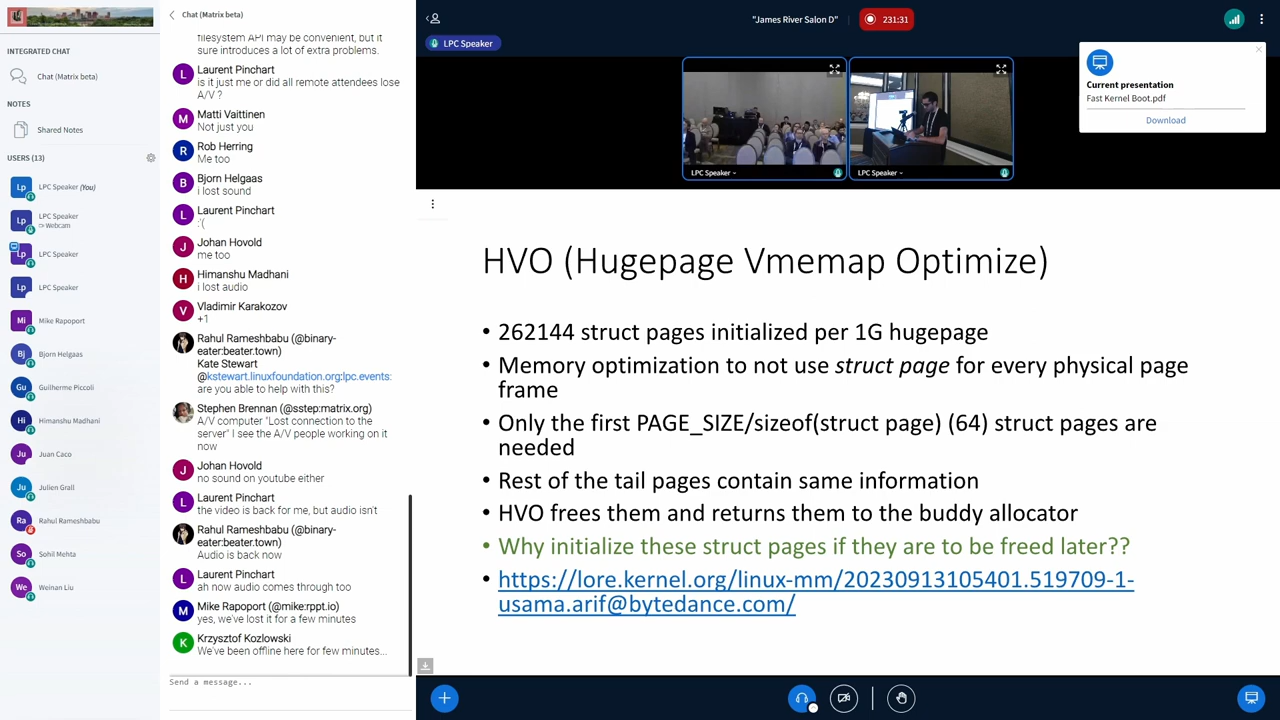 INTEGRATED CHAT
Chat (Matrix beta)
NOTES
Shared Notes
USERS (13)
Lp
LPC Speaker (You)
Lp
LPC Speaker
Webcam
Lp
LPC Speaker
Lp
LPC Speaker
Mi
Mike Rapoport
Bj
Bjorn Helgaas
Gu
Guilherme Piccoli
Hi
Himanshu Madhani
Ju
Juan Caco
Ju
Julien Grall
Ra
Rahul Rameshbabu
So
Sohil Mehta
We
Weinan Liu
Chat (Matrix beta)
filesystem API may be convenient, but it
sure introduces a lot of extra problems.
L
Laurent Pinchart
is it just me or did all remote attendees lose
A/V ?
M
Matti Vaittinen
Not just you
R
Rob Herring
Me too
B
Bjorn Helgaas
i lost sound
L
Laurent Pinchart
:'(
J
Johan Hovold
me too
H
Himanshu Madhani
i lost audio
V
Vladimir Karakozov
+1
Rahul Rameshbabu (@binary-
eater:beater.town)
Kate Stewart
@kstewart.linuxfoundation.org:lpc.events:
are you able to help with this?
Stephen Brennan (@sstep:matrix.org)
A/V computer "Lost connection to the
server" I see the A/V people working on it
now
J
Johan Hovold
no sound on youtube either
L
Laurent Pinchart
the video is back for me, but audio isn't
Rahul Rameshbabu (@binary-
eater:beater.town)
Audio is back now
L
Laurent Pinchart
ah now audio comes through too
M
Mike Rapoport (@mike:rppt.io)
yes, we've lost it for a few minutes
K
Krzysztof Kozlowski
We've been offline here for few minutes...
Send a message...
"James River Salon D"
231:31
LPC Speaker
LPC Speaker
LPC Speaker
Current presentation
Fast Kernel Boot.pdf
Download
HVO (Hugepage Vmemap Optimize)
• 262144 struct pages initialized per 1G hugepage
• Memory optimization to not use struct page for every physical page
frame
• Only the first PAGE_SIZE/sizeof(struct page) (64) struct pages are
needed
• Rest of the tail pages contain same information
• HVO frees them and returns them to the buddy allocator
• Why initialize these struct pages if they are to be freed later??
• https://lore.kernel.org/linux-mm/20230913105401.519709-1-
usama.arif@bytedance.com/